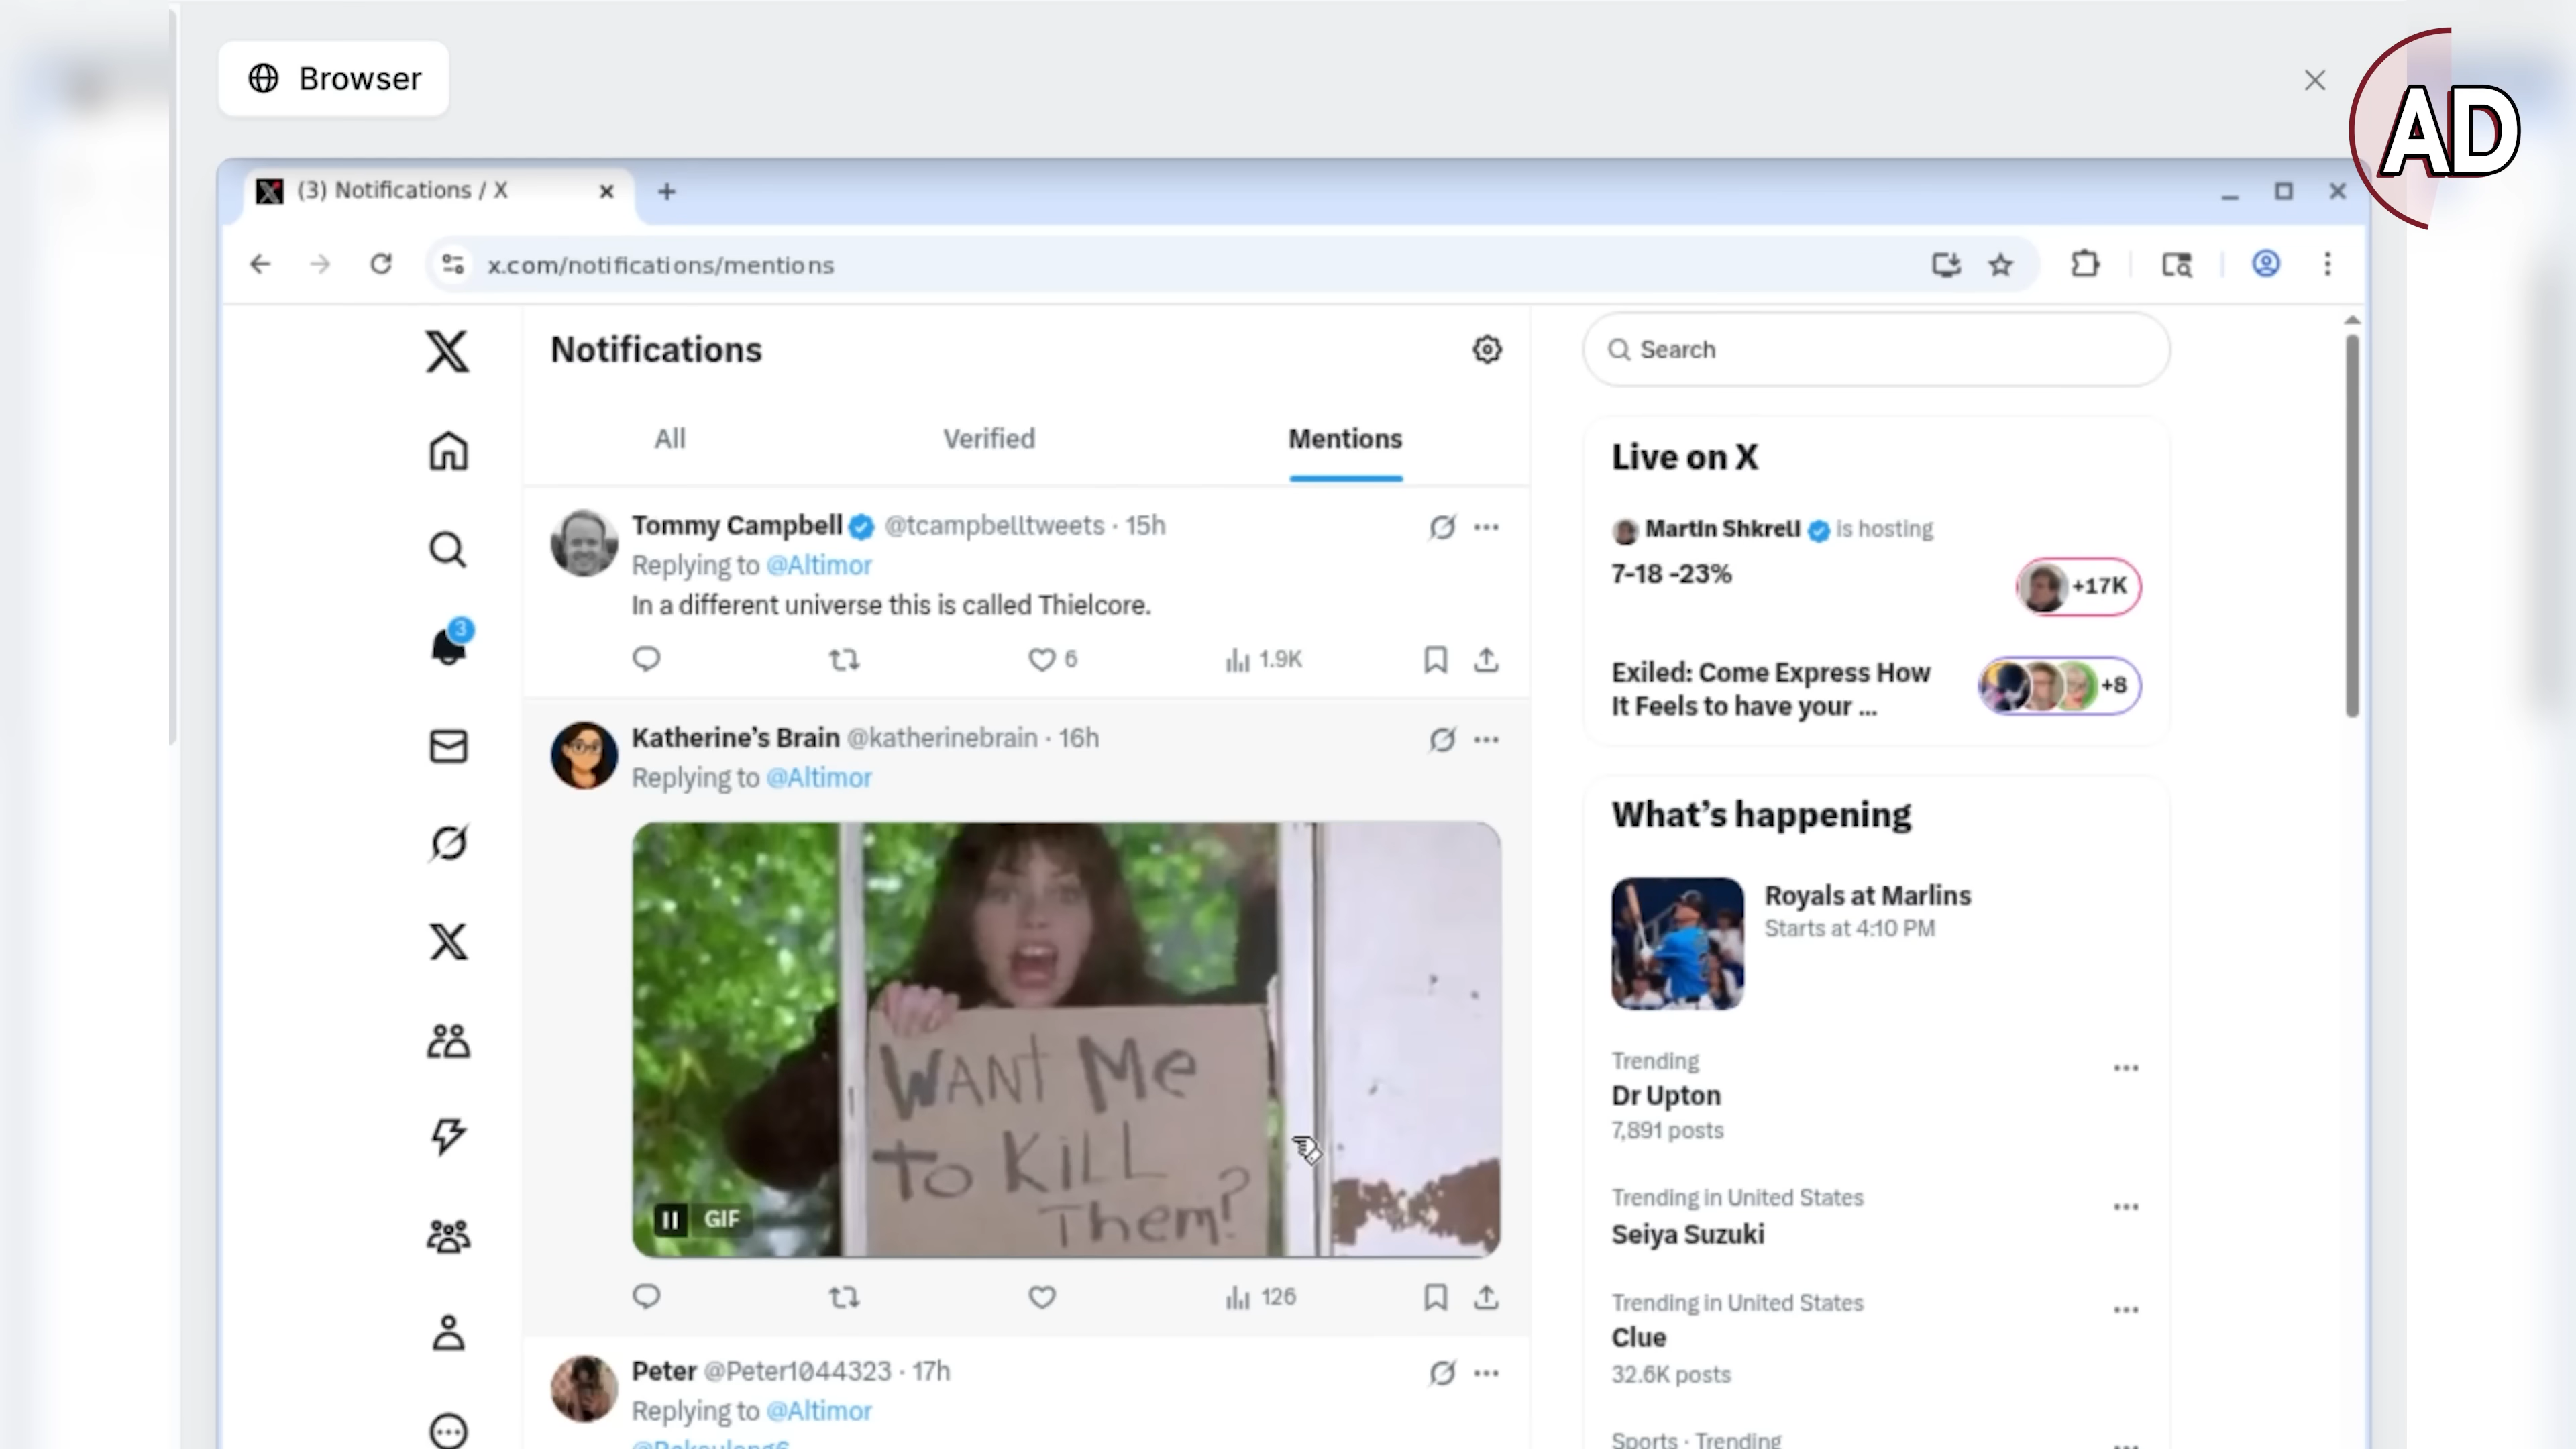 Browser
AD
(3) Notifications / X
x.com/notifications/mentions
Notifications
All
Verified
Mentions
Tommy Campbell @tcampbelltweets · 15h
Replying to @Altimor
In a different universe this is called Thielcore.
6
1.9K
3
Katherine's Brain @katherinebrain · 16h
Replying to @Altimor
WANT Me
to KiLL
Them?
GIF
126
Peter @Peter1044323 · 17h
Replying to @Altimor
Search
Live on X
Martin Shkreli is hosting
7-18 -23%
+17K
Exiled: Come Express How
It Feels to have your ...
+8
What's happening
Royals at Marlins
Starts at 4:10 PM
Trending
Dr Upton
7,891 posts
Trending in United States
Seiya Suzuki
Trending in United States
Clue
32.6K posts
Sports · Trending